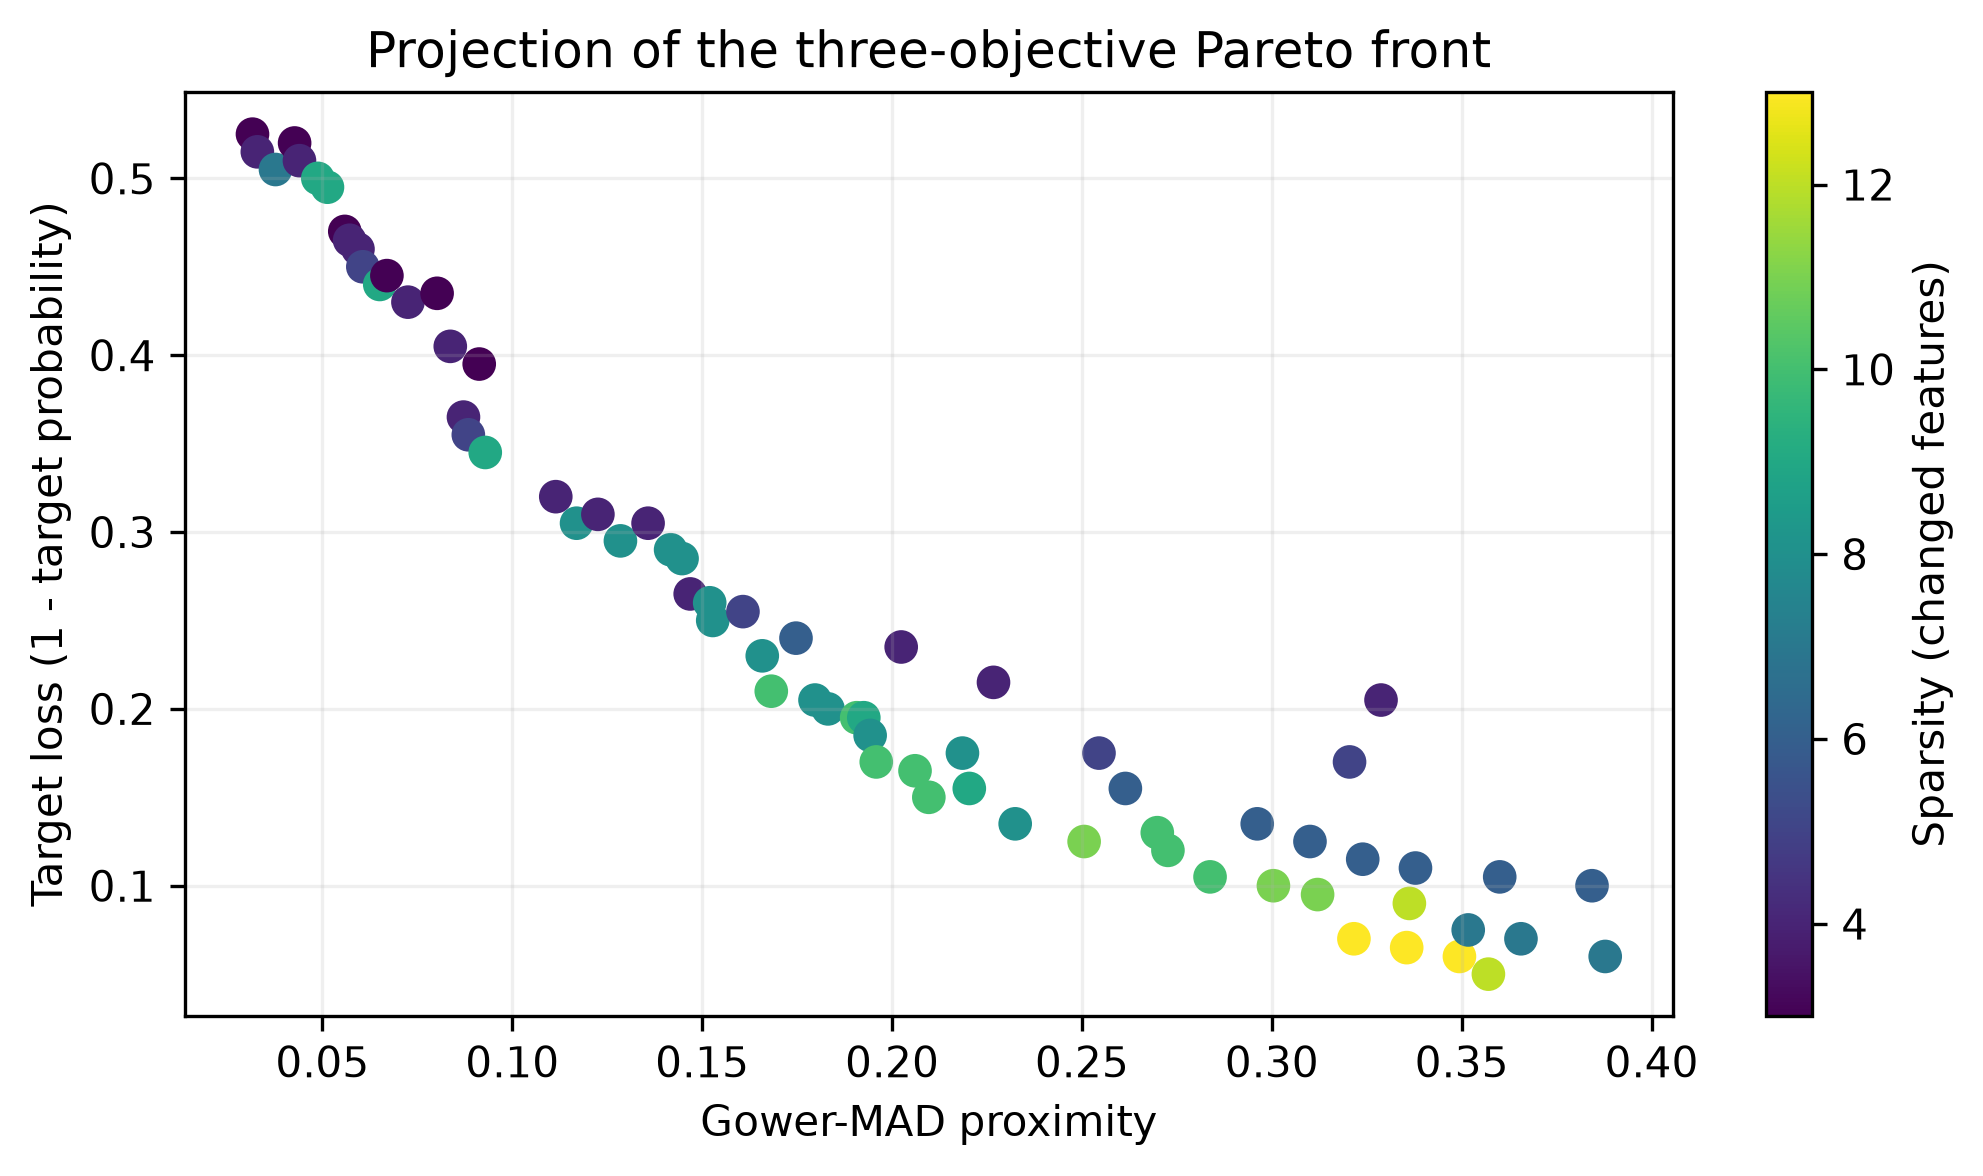 Projection of the three-objective Pareto front
Target loss (1 - target probability)
0.5
0.4
0.3
0.2
0.1
0.05 0.10 0.15 0.20 0.25 0.30 0.35 0.40
Gower-MAD proximity
12
10
8
6
4
Sparsity (changed features)